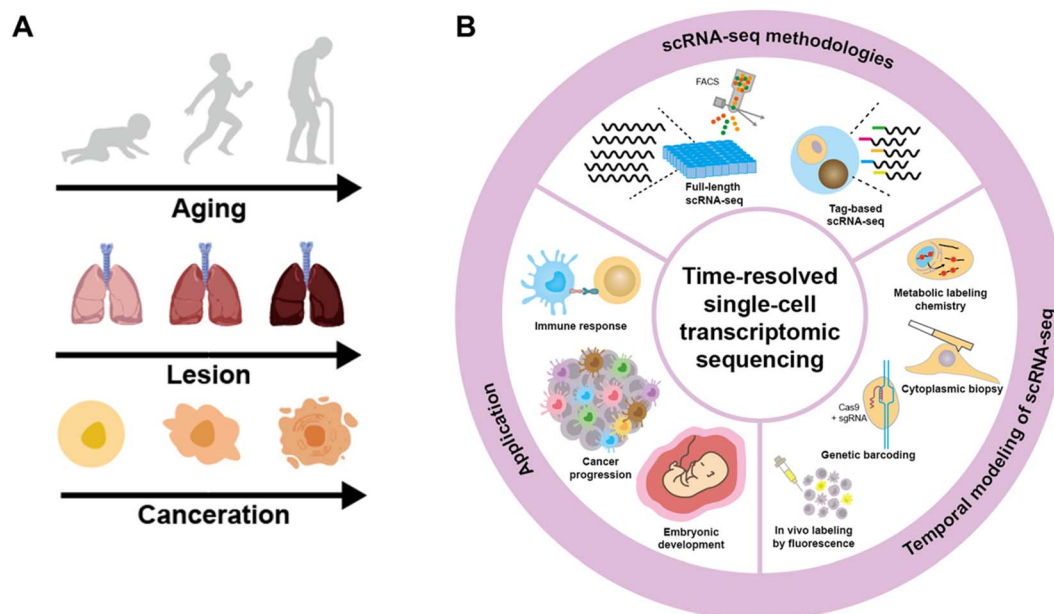 A
Aging
Lesion
Canceration
B
scRNA-seq methodologies
FACS
Full-length
scRNA-seq
Tag-based
scRNA-seq
Time-resolved
single-cell
transcriptomic
sequencing
Temporal modeling of scRNA-seq
Metabolic labeling
chemistry
Cytoplasmic biopsy
Cas9
+ sgRNA
Genetic barcoding
In vivo labeling
by fluorescence
Application
Immune response
Cancer
progression
Embryonic
development